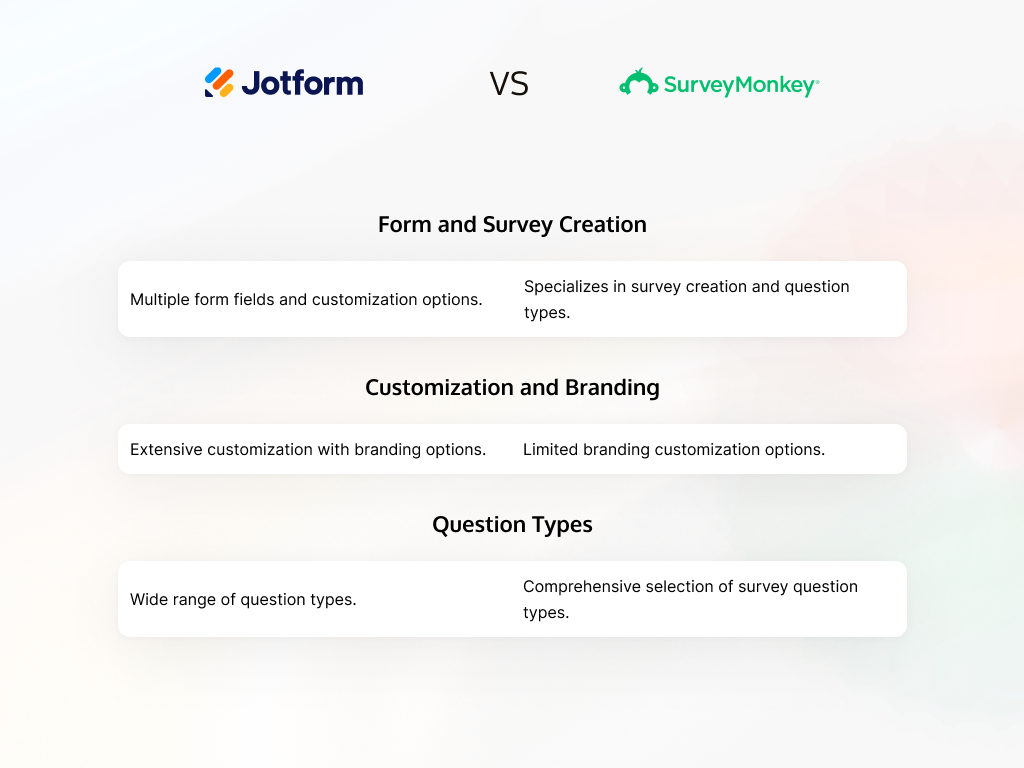 Jotform VS SurveyMonkey®
Form and Survey Creation
Multiple form fields and customization options.
Specializes in survey creation and question
types.
Customization and Branding
Extensive customization with branding options.
Limited branding customization options.
Question Types
Wide range of question types.
Comprehensive selection of survey question
types.